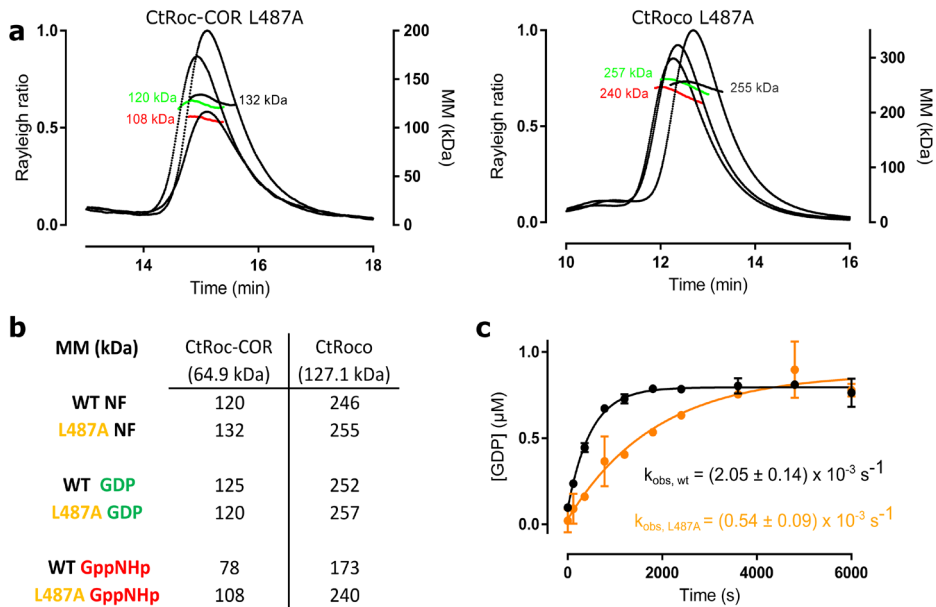 a
CtRoc-COR L487A
1.0
0.5
0.0
Rayleigh ratio
200
150
100
50
0
MM (kDa)
120 kDa
108 kDa
132 kDa
14
16
18
Time (min)
CtRoco L487A
1.0
0.5
0.0
Rayleigh ratio
300
200
100
0
MM (kDa)
257 kDa
240 kDa
255 kDa
10
12
14
16
Time (min)
b
MM (kDa) CtRoc-COR CtRoco
(64.9 kDa) (127.1 kDa)
WT NF 120 246
L487A NF 132 255
WT GDP 125 252
L487A GDP 120 257
WT GppNHp 78 173
L487A GppNHp 108 240
c
1.0
0.5
0.0
[GDP] (µM)
k_obs, wt = (2.05 ± 0.14) x 10⁻³ s⁻¹
k_obs, L487A = (0.54 ± 0.09) x 10⁻³ s⁻¹
0
2000
4000
6000
Time (s)